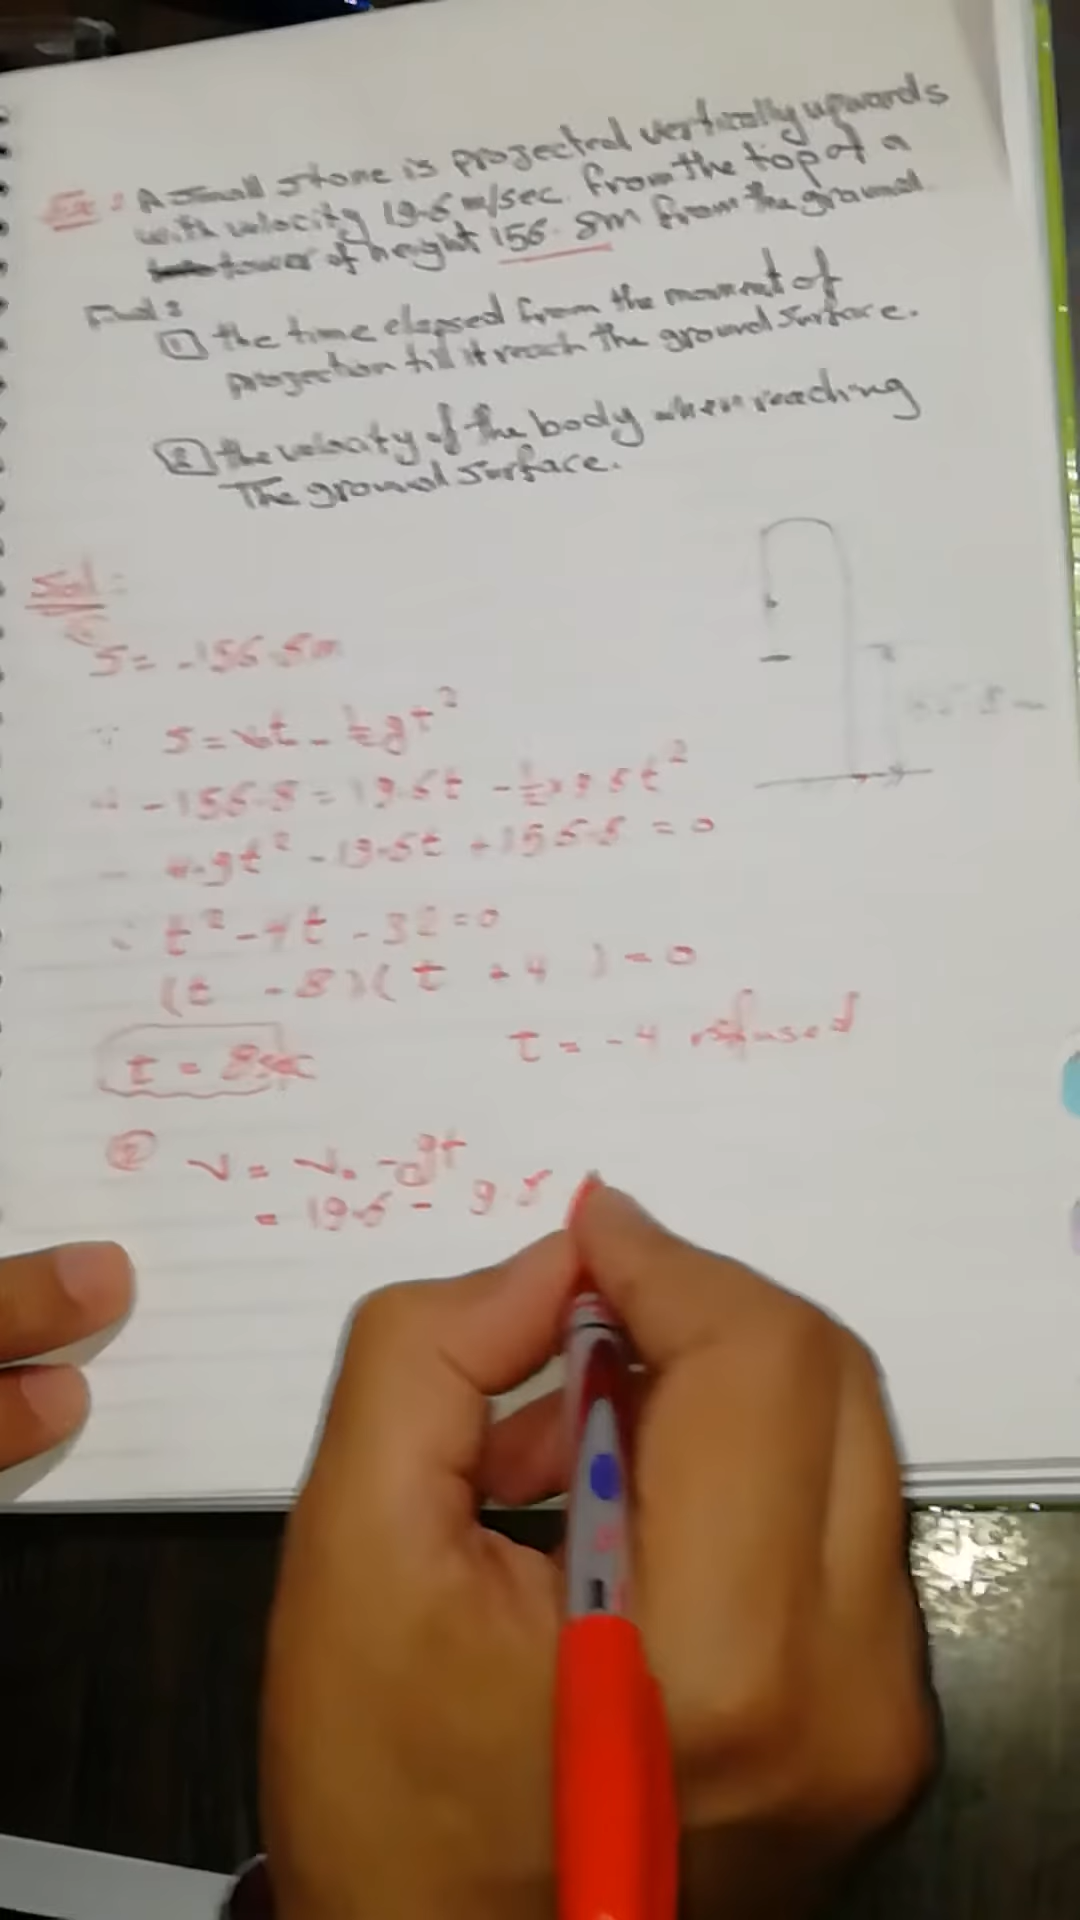 Ex: A small stone is projected vertically upwards
with velocity 19.6 m/sec. from the top of a
tower of height 156.8m from the ground.
Find:
1 the time elapsed from the moment of
projection till it reach the ground surface.
2 the velocity of the body when reaching
The ground surface.
Sol:
S = -156.8m
∵ S = V₀t - ½gt²
∴ -156.8 = 19.6t - ½ × 9.8t²
4.9t² - 19.6t + 156.8 = 0
∴ t² - 4t - 32 = 0
(t - 8)(t + 4) = 0
t = 8sec t = -4 refused
② V = V₀ - gt
= 19.6 - 9.8